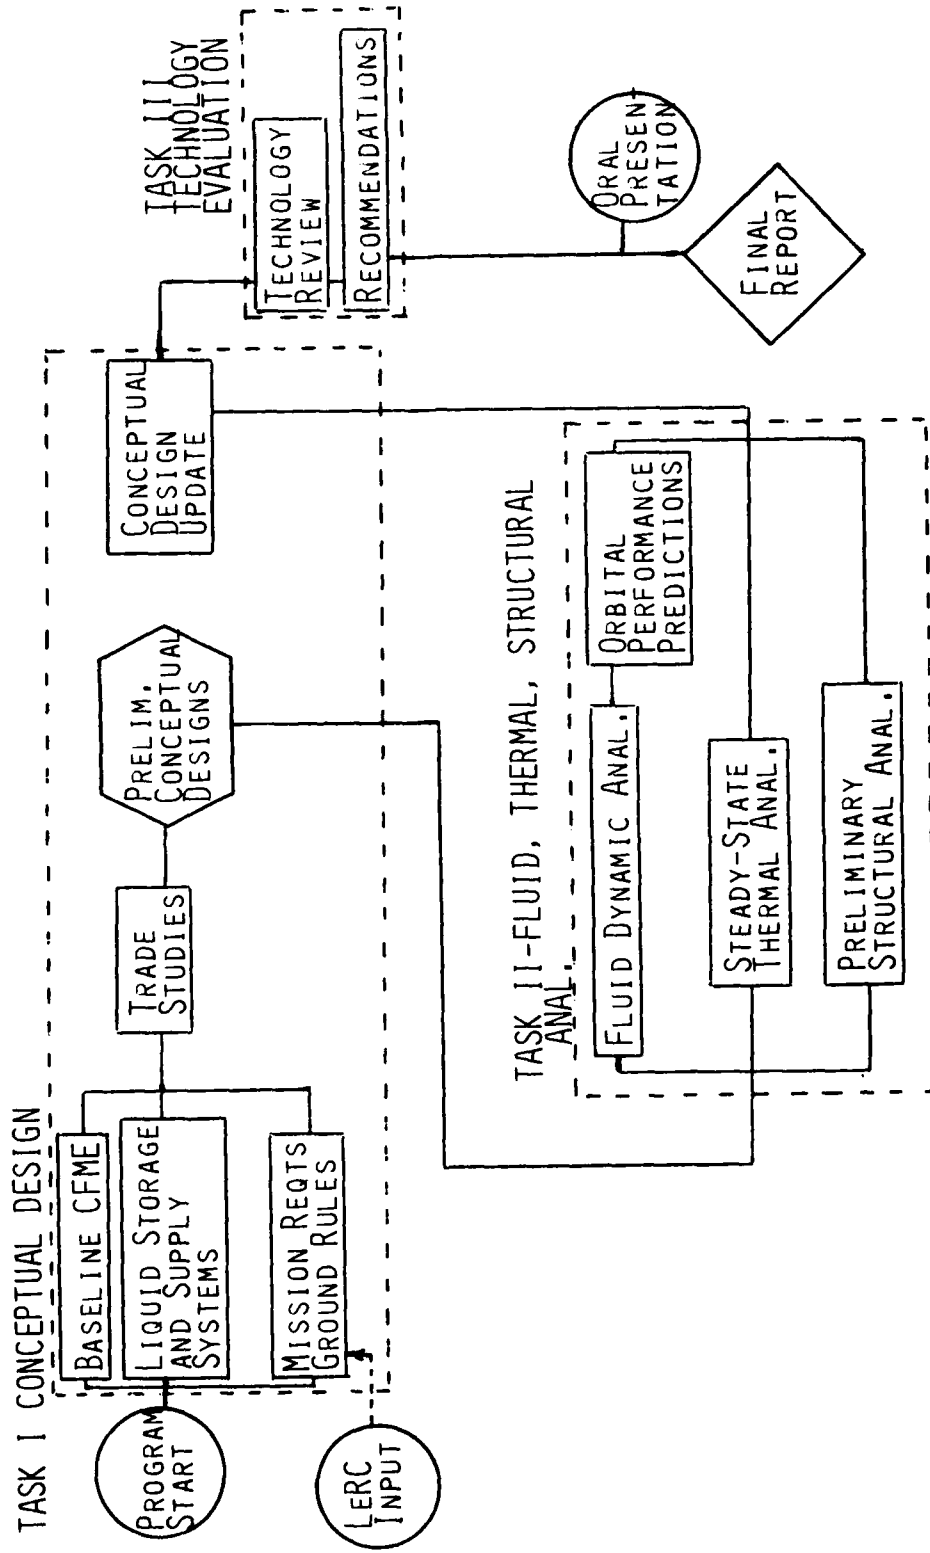 TASK I CONCEPTUAL DESIGN
PROGRAM
START
LERC
INPUT
BASELINE CFME
LIQUID STORAGE
AND SUPPLY
SYSTEMS
MISSION REQTS
GROUND RULES
TRADE
STUDIES
PRELIM.
CONCEPTUAL
DESIGNS
CONCEPTUAL
DESIGN
UPDATE
TASK II-FLUID, THERMAL, STRUCTURAL
ANAL.
FLUID DYNAMIC ANAL.
ORBITAL
PERFORMANCE
PREDICTIONS
STEADY-STATE
THERMAL ANAL.
PRELIMINARY
STRUCTURAL ANAL.
TASK III
TECHNOLOGY
EVALUATION
TECHNOLOGY
REVIEW
RECOMMENDATIONS
ORAL
PRESEN-
TATION
FINAL
REPORT